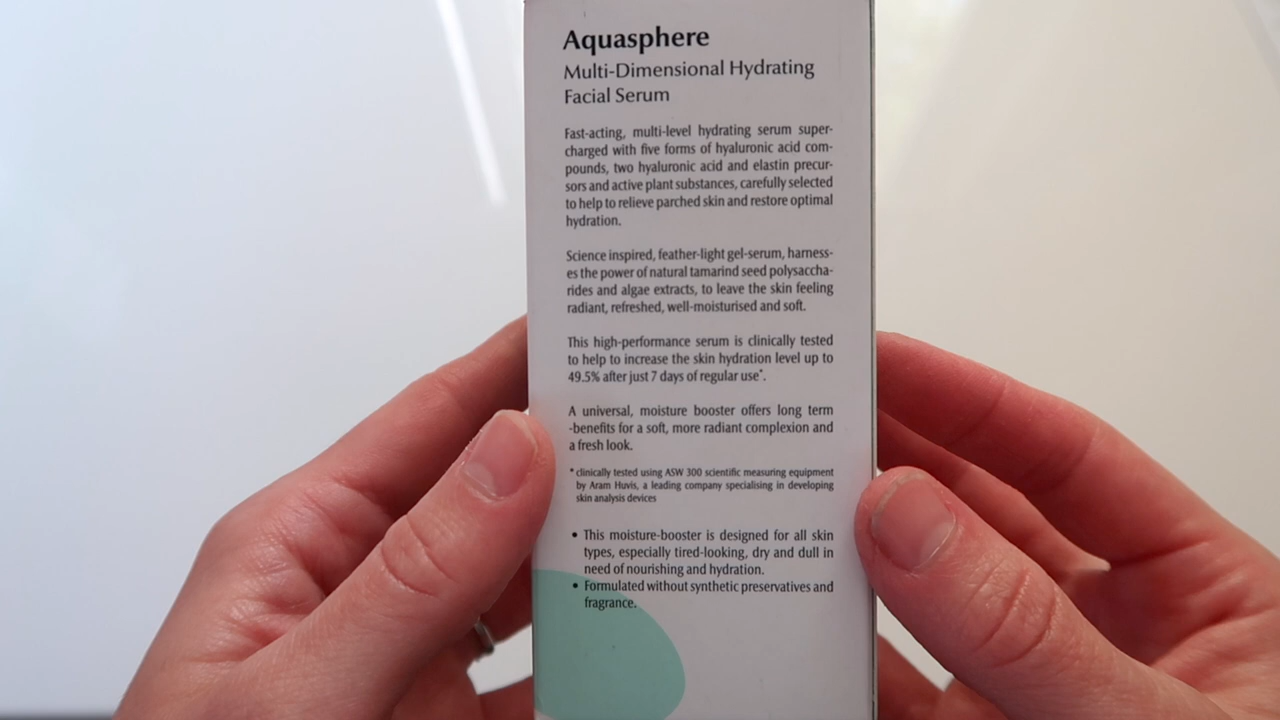 Aquasphere
Multi-Dimensional Hydrating
Facial Serum
Fast-acting, multi-level hydrating serum super-
charged with five forms of hyaluronic acid com-
pounds, two hyaluronic acid and elastin precur-
sors and active plant substances, carefully selected
to help to relieve parched skin and restore optimal
hydration.
Science inspired, feather-light gel-serum, harness-
es the power of natural tamarind seed polysaccha-
rides and algae extracts, to leave the skin feeling
radiant, refreshed, well-moisturised and soft.
This high-performance serum is clinically tested
to help to increase the skin hydration level up to
49.5% after just 7 days of regular use*.
A universal, moisture booster offers long term
-benefits for a soft, more radiant complexion and
a fresh look.
* clinically tested using ASW 300 scientific measuring equipment
by Aram Huvis, a leading company specialising in developing
skin analysis devices
• This moisture-booster is designed for all skin
types, especially tired-looking, dry and dull in
need of nourishing and hydration.
• Formulated without synthetic preservatives and
fragrance.